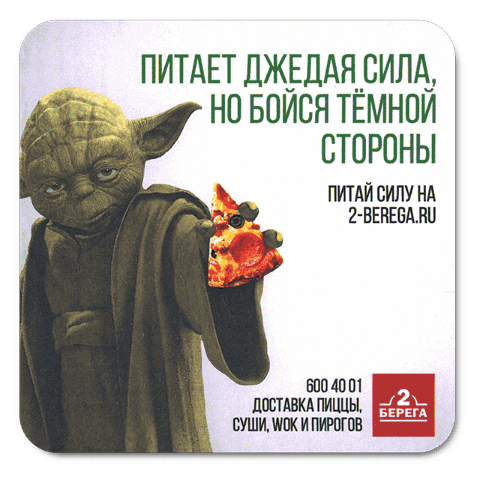 ПИТАЕТ ДЖЕДАЯ СИЛА,
НО БОЙСЯ ТЁМНОЙ
СТОРОНЫ
ПИТАЙ СИЛУ НА
2-BEREGA.RU
600 40 01
ДОСТАВКА ПИЦЦЫ,
СУШИ, WOK И ПИРОГОВ
2
БЕРЕГА